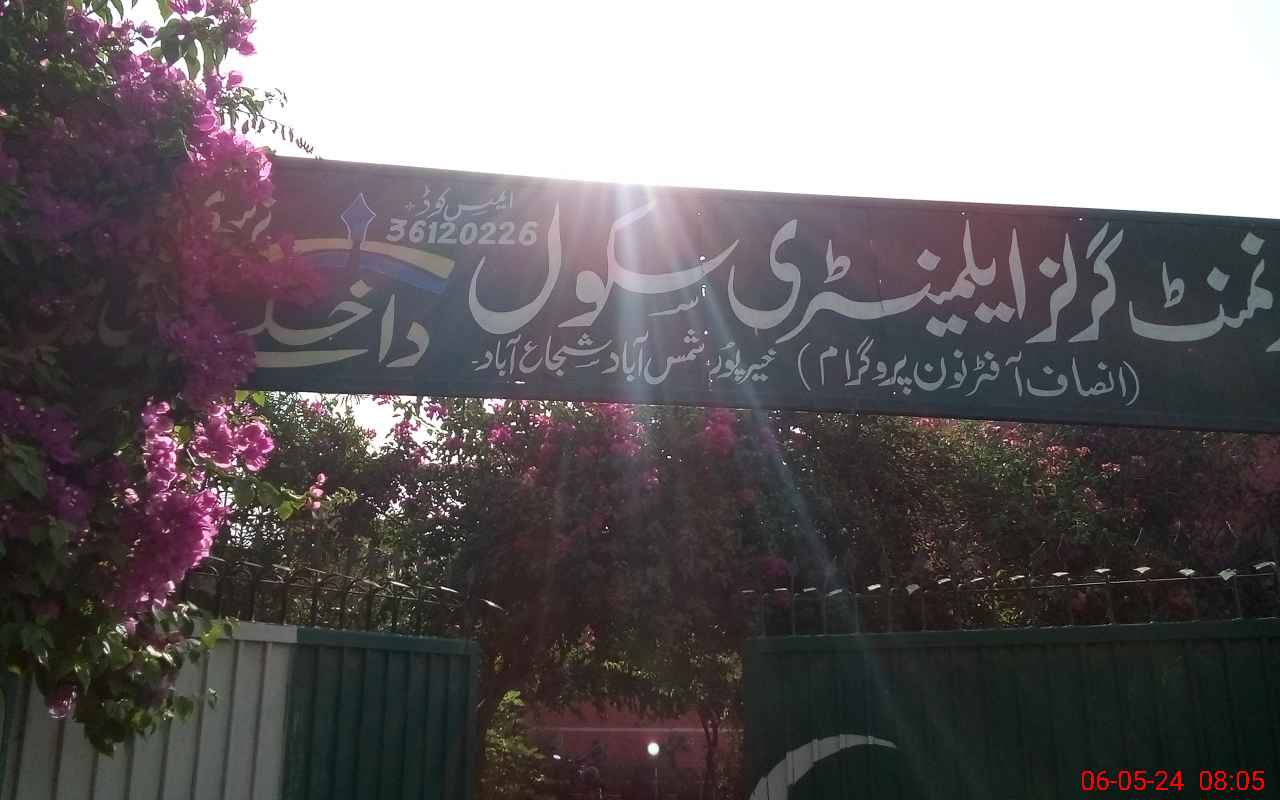 نمنٹ گرلز ایلیمنٹری سکول
ایمس کوڈ
36120226
(انصاف آفٹرنون پروگرام) خیرپور شمس آباد شجاع آباد
داخلہ
06-05-24 08:05